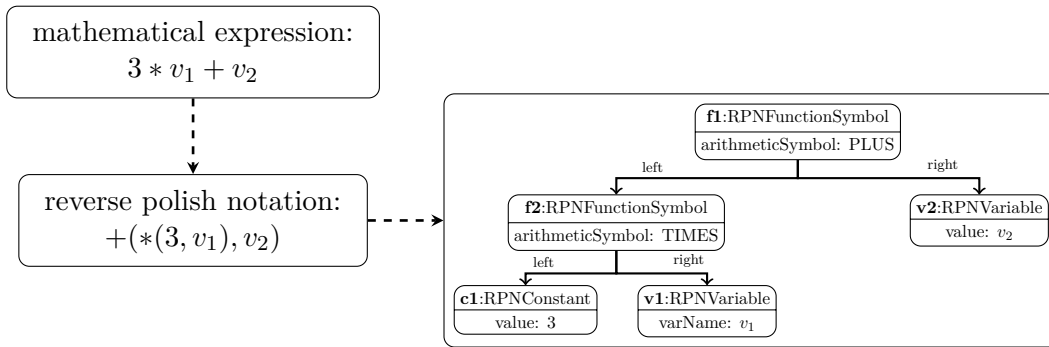 mathematical expression:
3 ∗ v₁ + v₂
reverse polish notation:
+(∗(3, v₁), v₂)
f1:RPNFunctionSymbol
arithmeticSymbol: PLUS
left
right
f2:RPNFunctionSymbol
arithmeticSymbol: TIMES
v2:RPNVariable
value: v₂
left
right
c1:RPNConstant
value: 3
v1:RPNVariable
varName: v₁